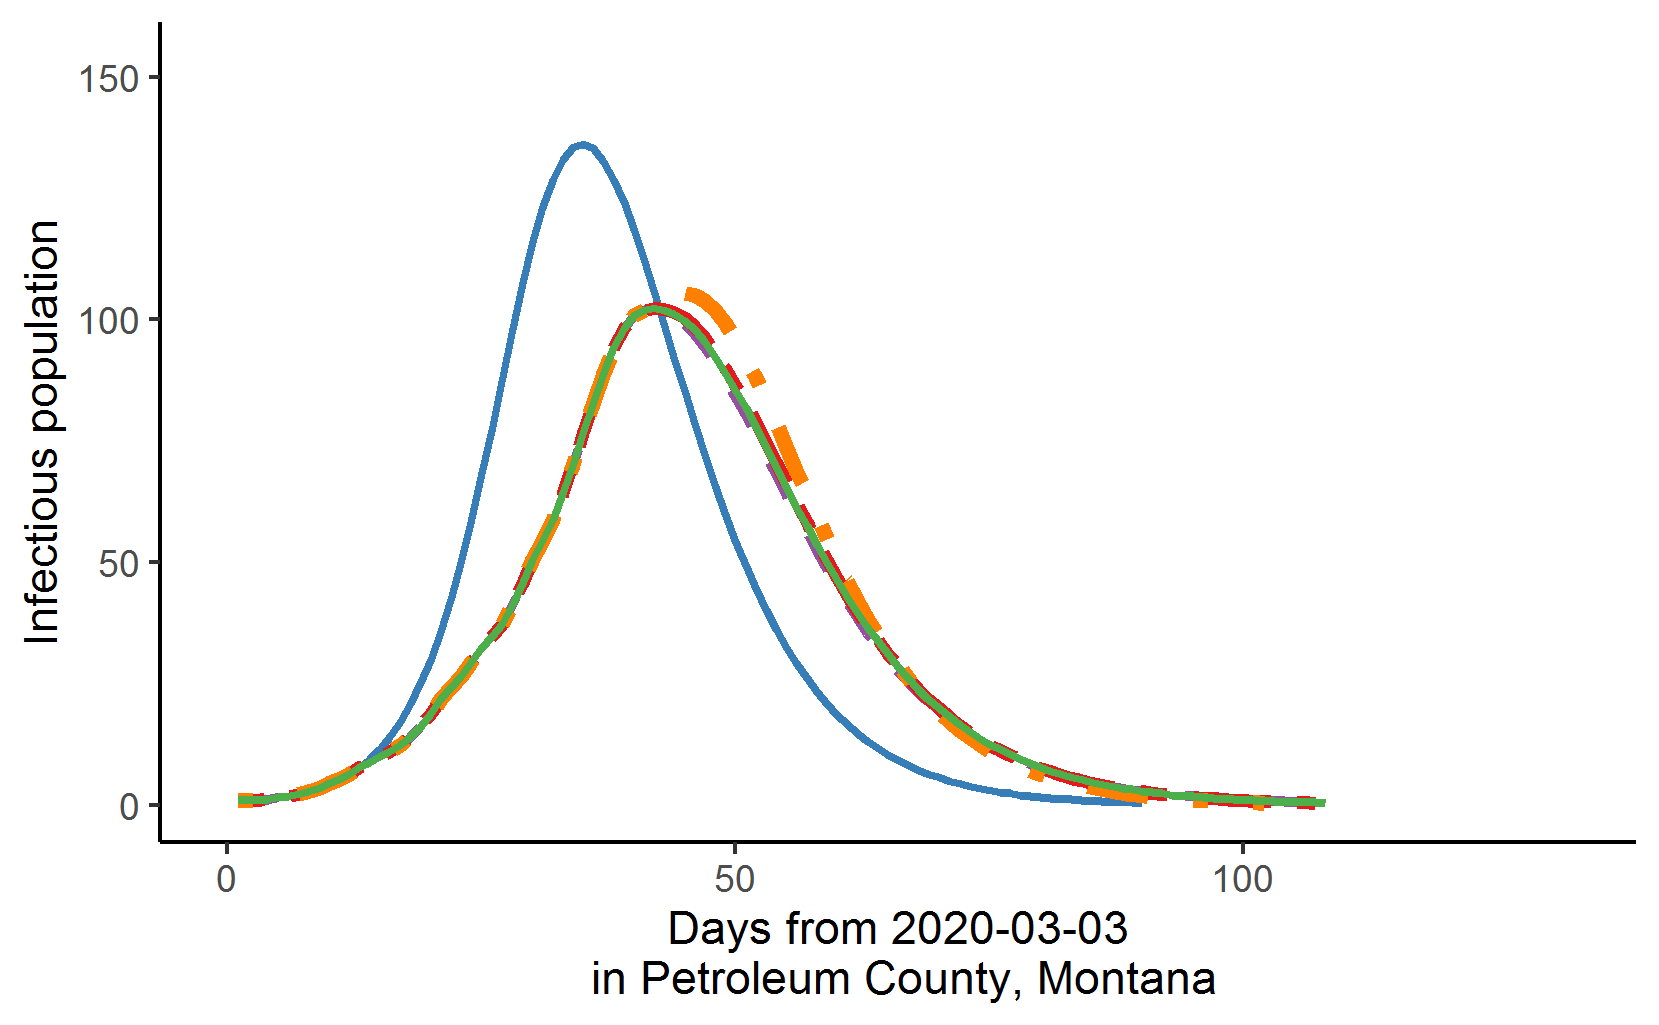 Infectious population
150
100
50
0
0
50
100
Days from 2020-03-03
in Petroleum County, Montana